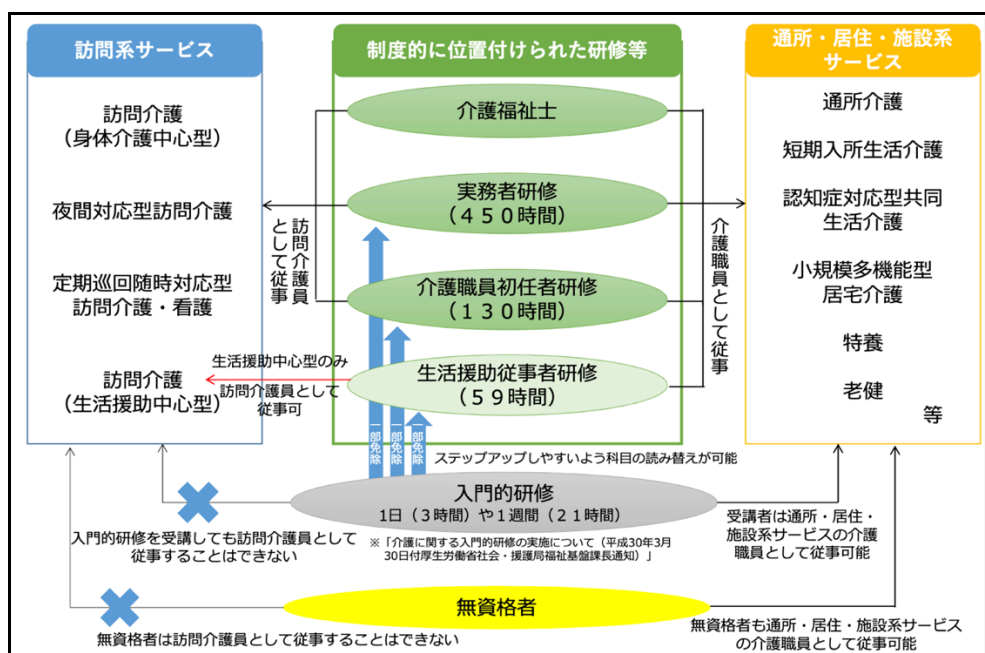 訪問系サービス
訪問介護
(身体介護中心型)
夜間対応型訪問介護
定期巡回随時対応型
訪問介護・看護
訪問介護
(生活援助中心型)
制度的に位置付けられた研修等
介護福祉士
実務者研修
(450時間)
介護職員初任者研修
(130時間)
生活援助従事者研修
(59時間)
訪問介護員
として従事
介護職員として従事
生活援助中心型のみ
訪問介護員として
従事可
一部免除
一部免除
一部免除
ステップアップしやすいよう科目の読み替えが可能
通所・居住・施設系
サービス
通所介護
短期入所生活介護
認知症対応型共同
生活介護
小規模多機能型
居宅介護
特養
老健
等
入門的研修
1日(3時間)や1週間(21時間)
※「介護に関する入門的研修の実施について(平成30年3月
30日付厚生労働省社会・援護局福祉基盤課長通知)」
入門的研修を受講しても訪問介護員として
従事することはできない
受講者は通所・居住・
施設系サービスの介護
職員として従事可能
無資格者
無資格者は訪問介護員として従事することはできない
無資格者も通所・居住・施設系サービス
の介護職員として従事可能